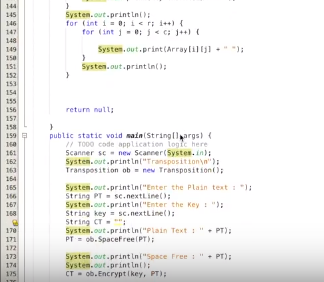 144 }
145 System.out.println();
146 for (int i = 0; i < r; i++) {
147 for (int j = 0; j < c; j++) {
148
149 System.out.print(Array[i][j] + " ");
150 }
151 System.out.println();
152 }
153
154
155
156 return null;
157
158 }
159 public static void main(String[] args) {
160 // TODO code application logic here
161 Scanner sc = new Scanner(System.in);
162 System.out.println("Transposition\n");
163 Transposition ob = new Transposition();
164
165 System.out.println("Enter the Plain text : ");
166 String PT = sc.nextLine();
167 System.out.println("Enter the Key : ");
168 String key = sc.nextLine();
String CT = "";
170 System.out.println("Plain Text : " + PT);
171 PT = ob.SpaceFree(PT);
172
173 System.out.println("Space Free : " + PT);
174 System.out.println();
175 CT = ob.Encrypt(key, PT);